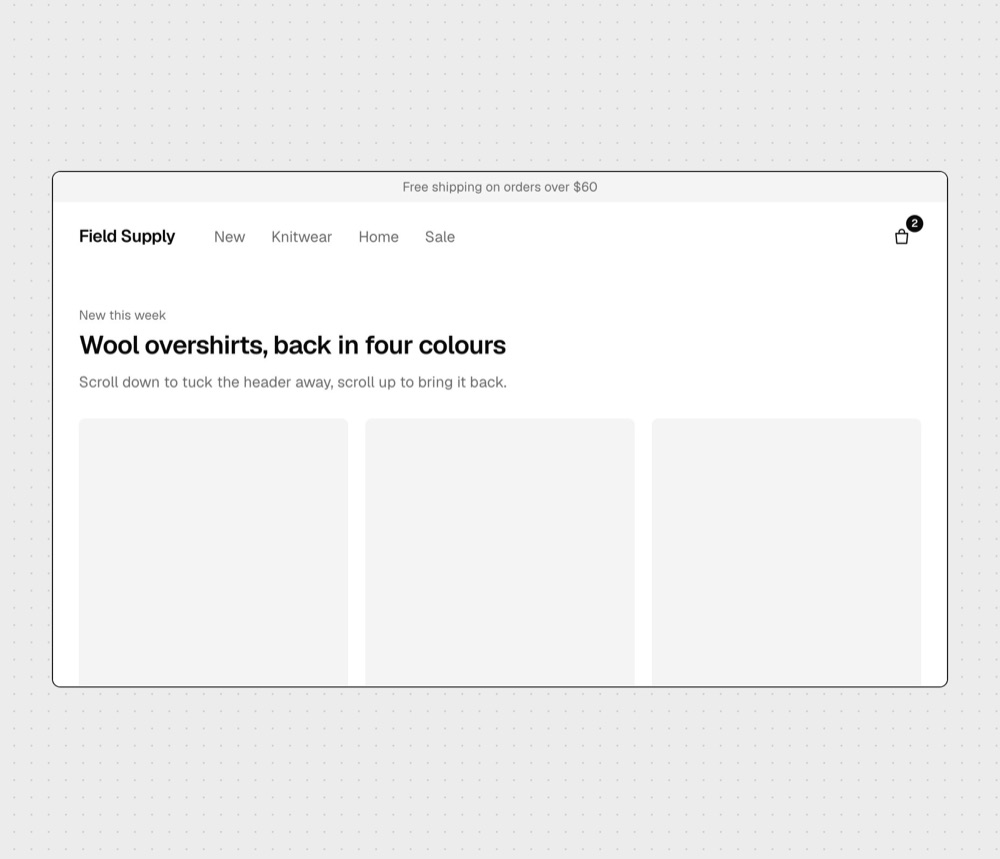 Free shipping on orders over $60
Field Supply New Knitwear Home Sale 2
New this week
Wool overshirts, back in four colours
Scroll down to tuck the header away, scroll up to bring it back.